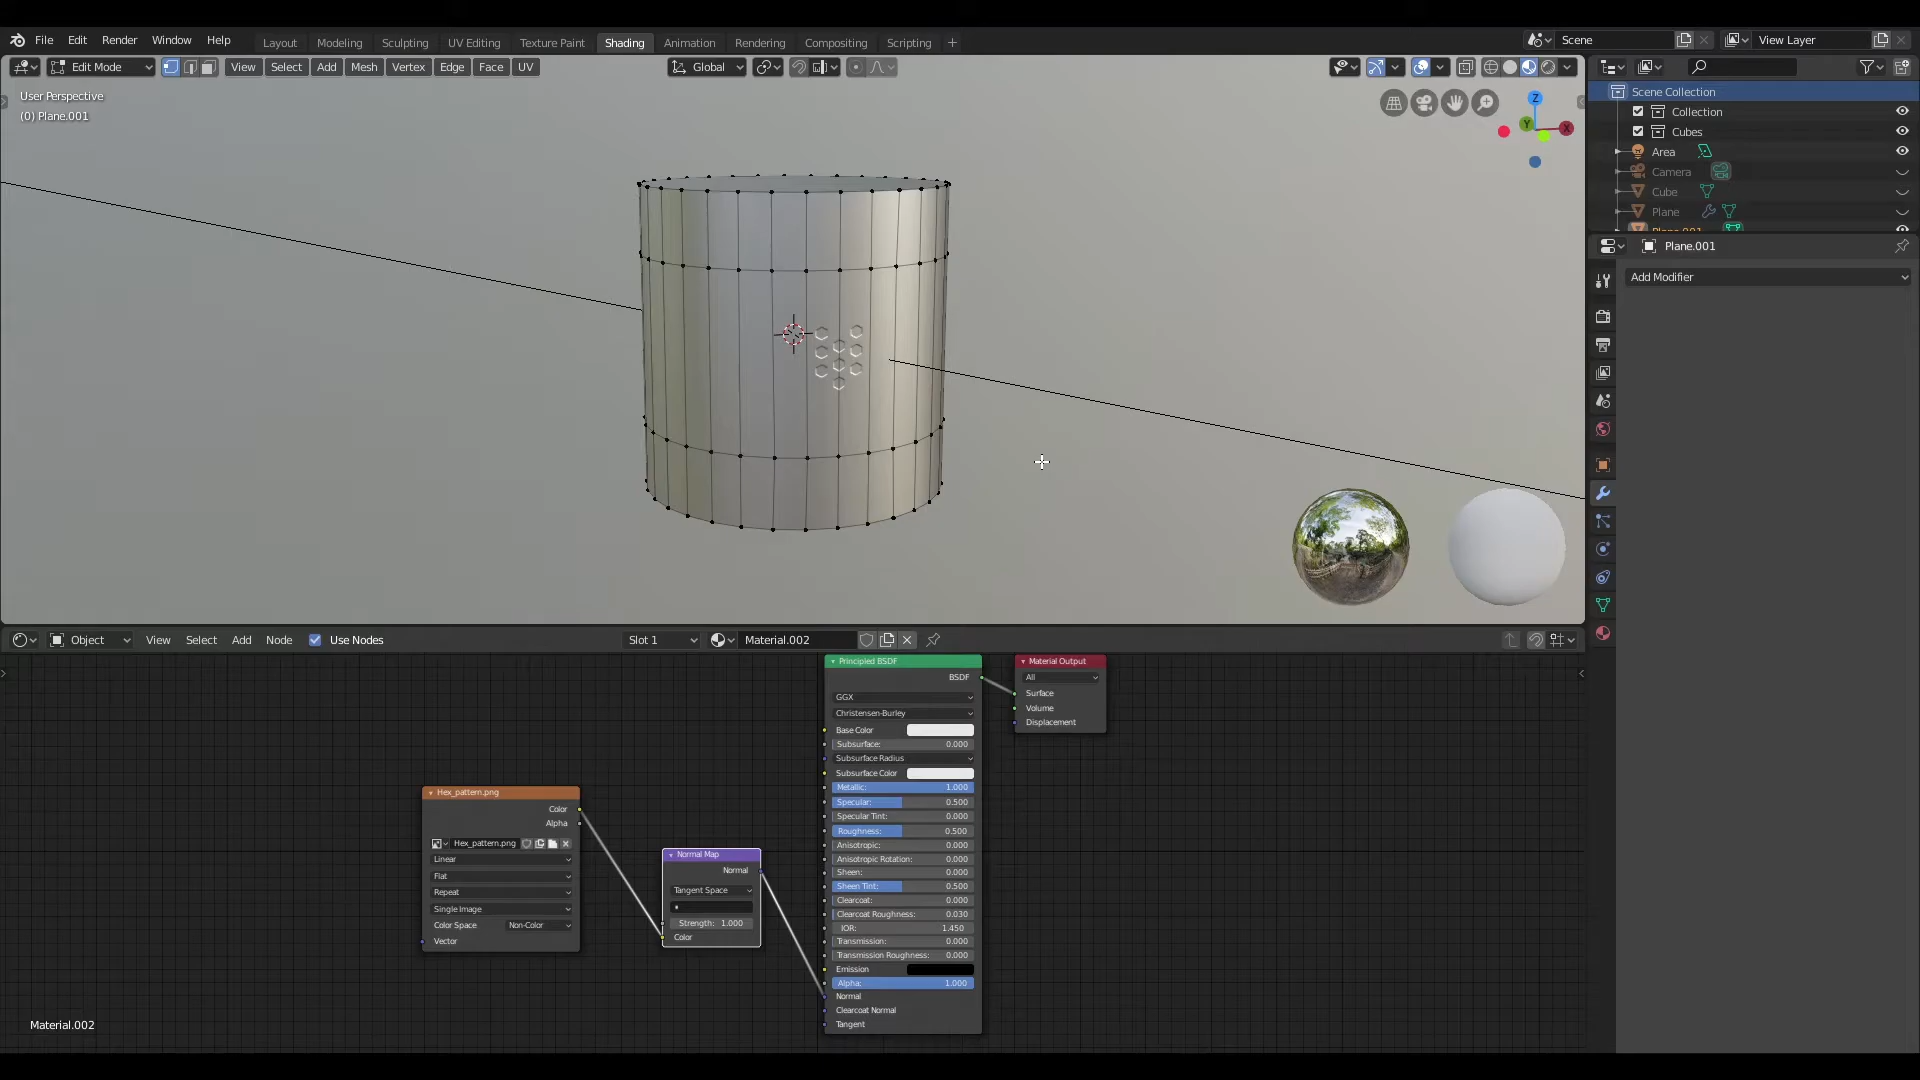 File Edit Render Window Help
Layout Modeling Sculpting UV Editing Texture Paint Shading Animation Rendering Compositing Scripting +
Scene
View Layer
Edit Mode
View Select Add Mesh Vertex Edge Face UV
Global
User Perspective
(0) Plane.001
Z
Y
X
Scene Collection
Collection
Cubes
Area
Camera
Cube
Plane
Plane.001
Plane.001
Add Modifier
Object
View Select Add Node Use Nodes
Slot 1
Material.002
Hex_pattern.png
Color
Alpha
Hex_pattern.png
Linear
Flat
Repeat
Single Image
Color Space Non-Color
Vector
Normal Map
Normal
Tangent Space
Strength: 1.000
Color
Principled BSDF
BSDF
GGX
Christensen-Burley
Base Color
Subsurface: 0.000
Subsurface Radius
Subsurface Color
Metallic: 1.000
Specular: 0.500
Specular Tint: 0.000
Roughness: 0.500
Anisotropic: 0.000
Anisotropic Rotation: 0.000
Sheen: 0.000
Sheen Tint: 0.500
Clearcoat: 0.000
Clearcoat Roughness: 0.030
IOR: 1.450
Transmission: 0.000
Transmission Roughness: 0.000
Emission
Alpha: 1.000
Normal
Clearcoat Normal
Tangent
Material Output
All
Surface
Volume
Displacement
Material.002